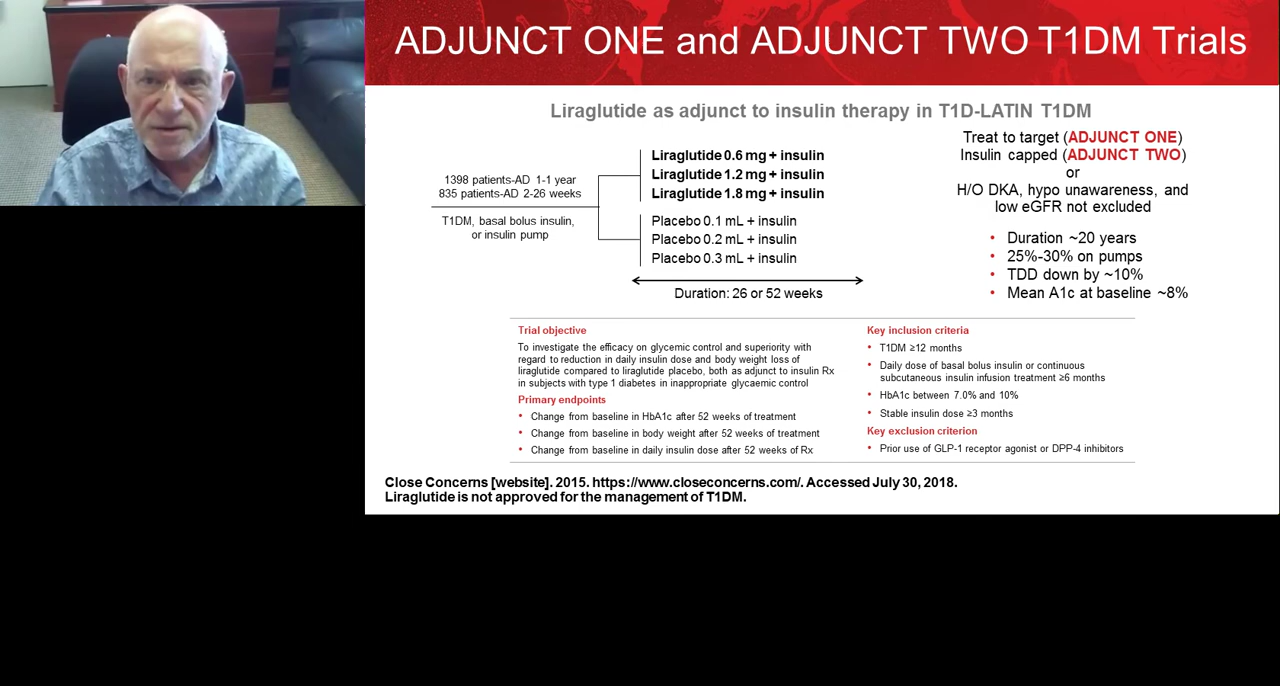 ADJUNCT ONE and ADJUNCT TWO T1DM Trials
Liraglutide as adjunct to insulin therapy in T1D-LATIN T1DM
1398 patients-AD 1-1 year
835 patients-AD 2-26 weeks
T1DM, basal bolus insulin,
or insulin pump
Liraglutide 0.6 mg + insulin
Liraglutide 1.2 mg + insulin
Liraglutide 1.8 mg + insulin
Placebo 0.1 mL + insulin
Placebo 0.2 mL + insulin
Placebo 0.3 mL + insulin
Duration: 26 or 52 weeks
Treat to target (ADJUNCT ONE)
Insulin capped (ADJUNCT TWO)
or
H/O DKA, hypo unawareness, and
low eGFR not excluded
• Duration ~20 years
• 25%-30% on pumps
• TDD down by ~10%
• Mean A1c at baseline ~8%
Trial objective
To investigate the efficacy on glycemic control and superiority with
regard to reduction in daily insulin dose and body weight loss of
liraglutide compared to liraglutide placebo, both as adjunct to insulin Rx
in subjects with type 1 diabetes in inappropriate glycaemic control
Primary endpoints
• Change from baseline in HbA1c after 52 weeks of treatment
• Change from baseline in body weight after 52 weeks of treatment
• Change from baseline in daily insulin dose after 52 weeks of Rx
Key inclusion criteria
• T1DM ≥12 months
• Daily dose of basal bolus insulin or continuous
subcutaneous insulin infusion treatment ≥6 months
• HbA1c between 7.0% and 10%
• Stable insulin dose ≥3 months
Key exclusion criterion
• Prior use of GLP-1 receptor agonist or DPP-4 inhibitors
Close Concerns [website]. 2015. https://www.closeconcerns.com/. Accessed July 30, 2018.
Liraglutide is not approved for the management of T1DM.